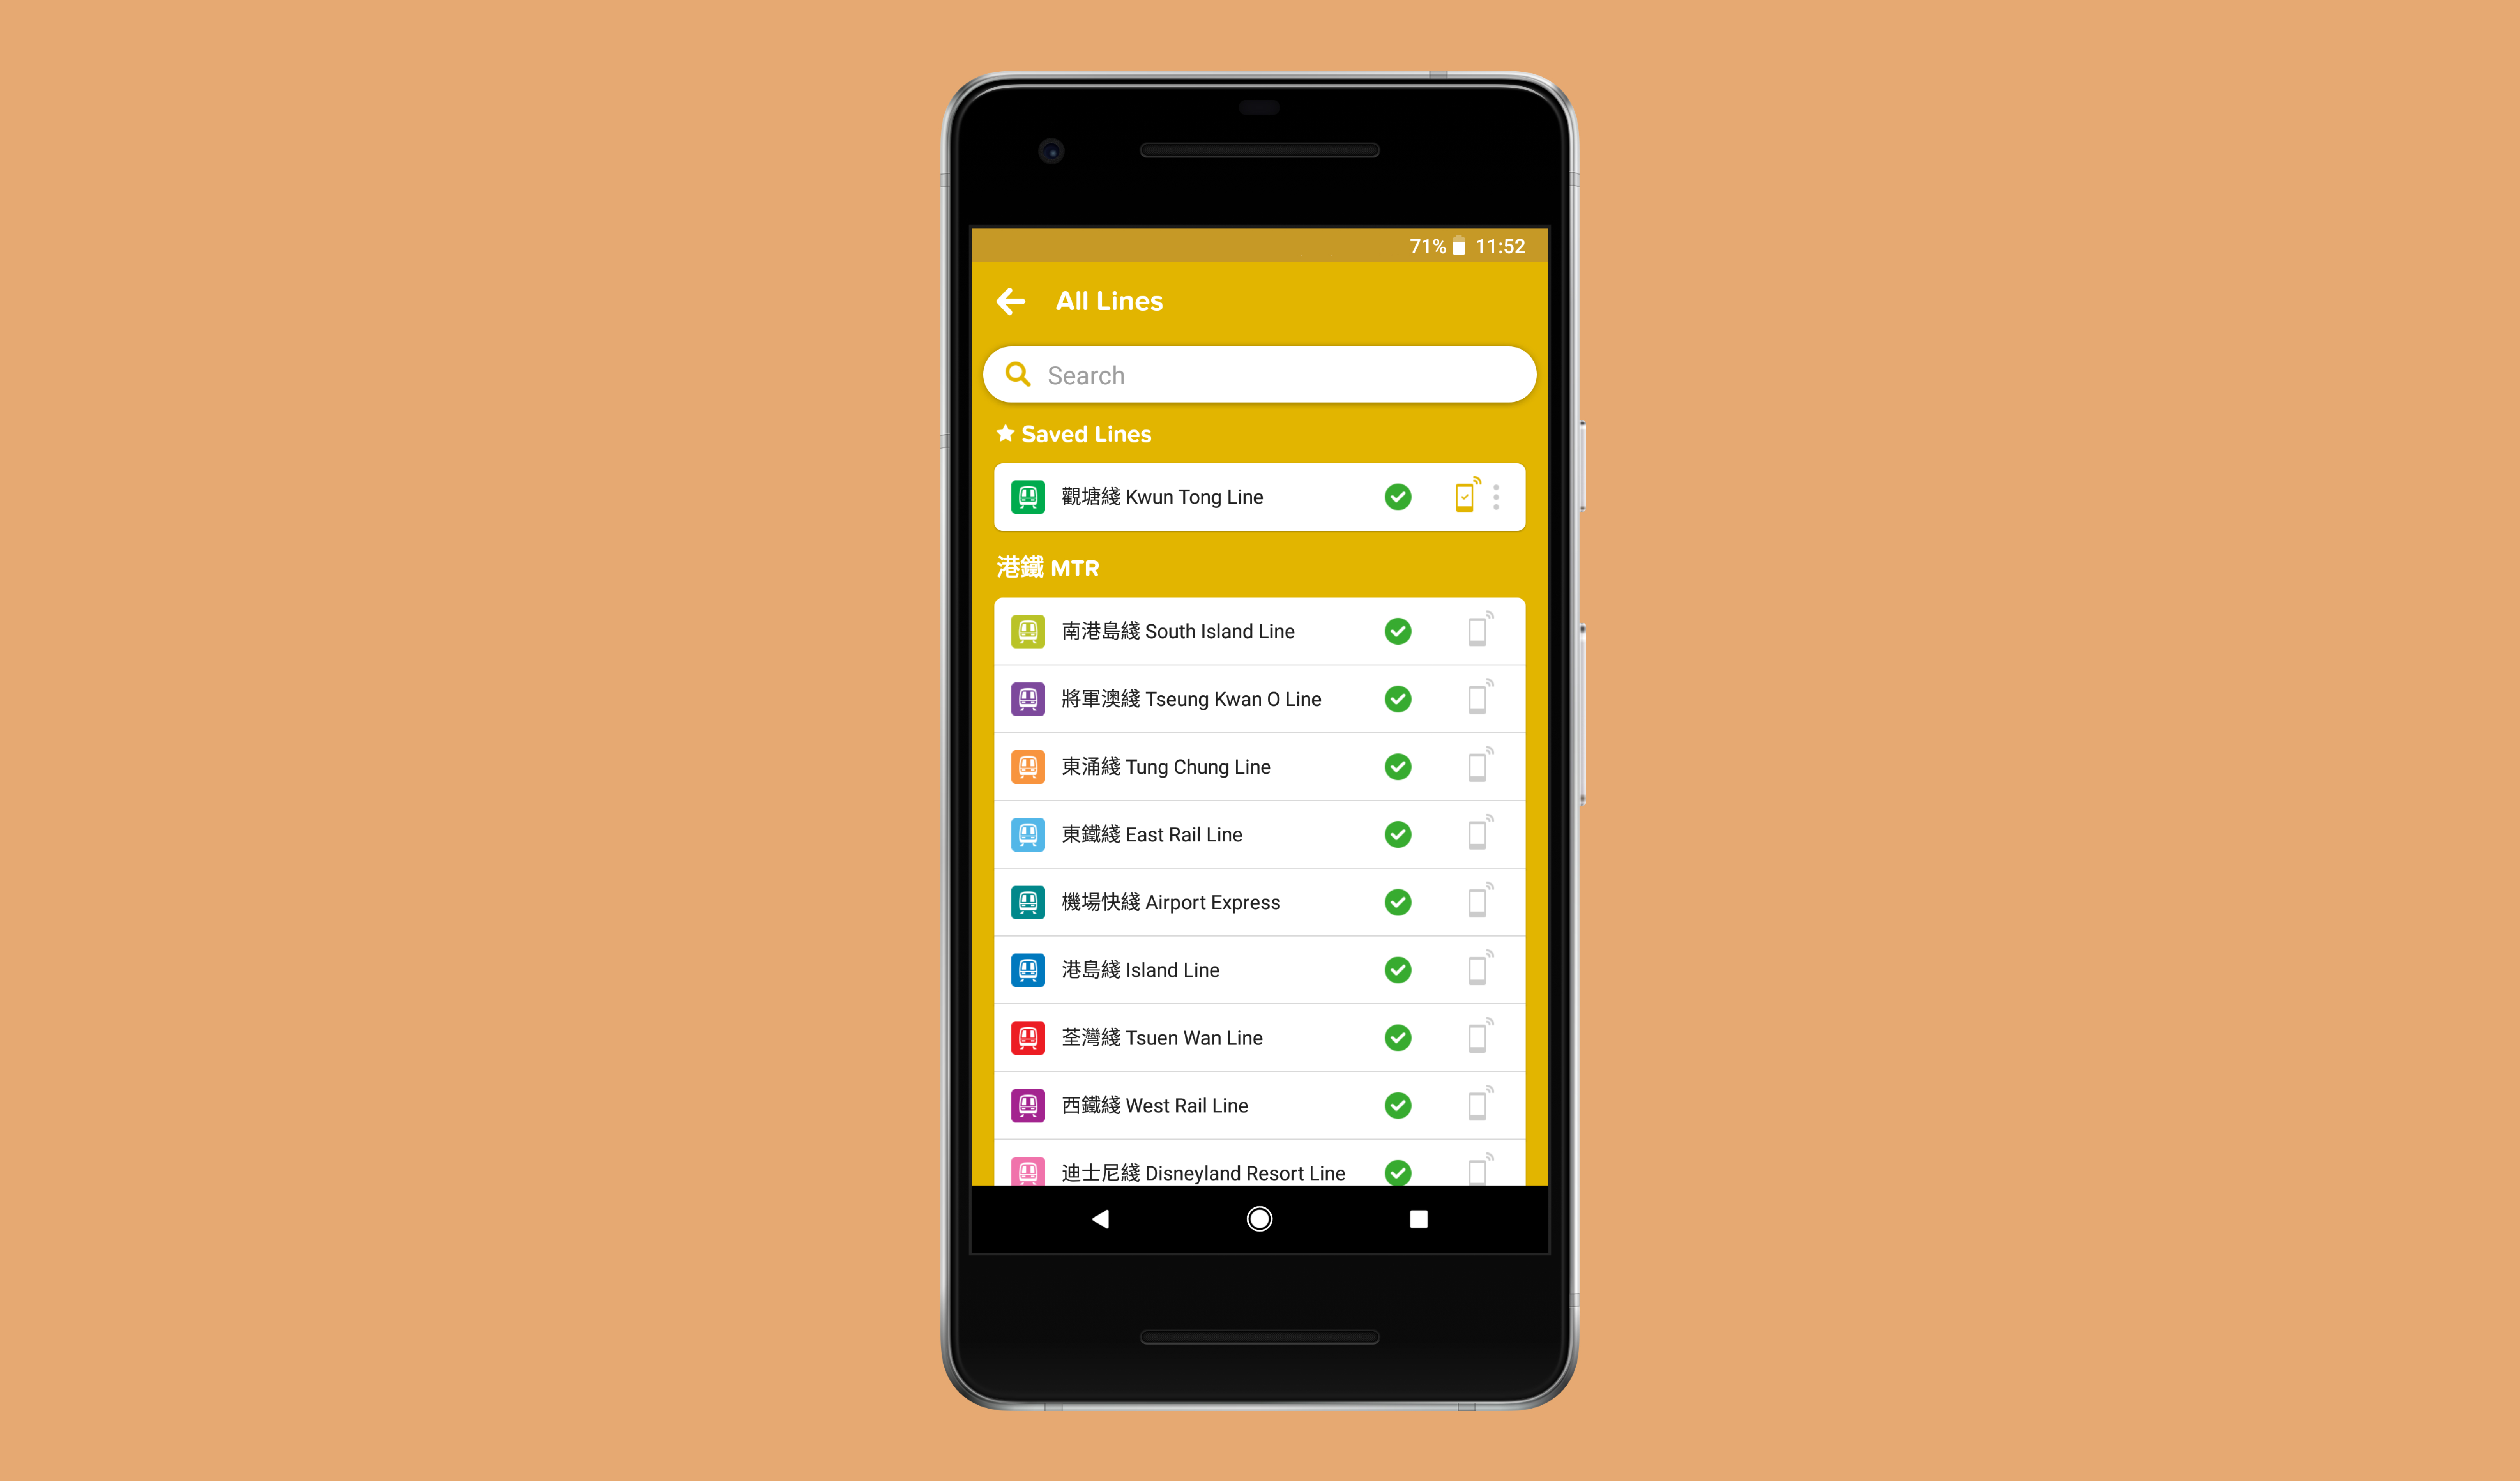 71% 11:52
All Lines
Search
Saved Lines
觀塘綫 Kwun Tong Line
港鐵 MTR
南港島綫 South Island Line
將軍澳綫 Tseung Kwan O Line
東涌綫 Tung Chung Line
東鐵綫 East Rail Line
機場快綫 Airport Express
港島綫 Island Line
荃灣綫 Tsuen Wan Line
西鐵綫 West Rail Line
迪士尼綫 Disneyland Resort Line